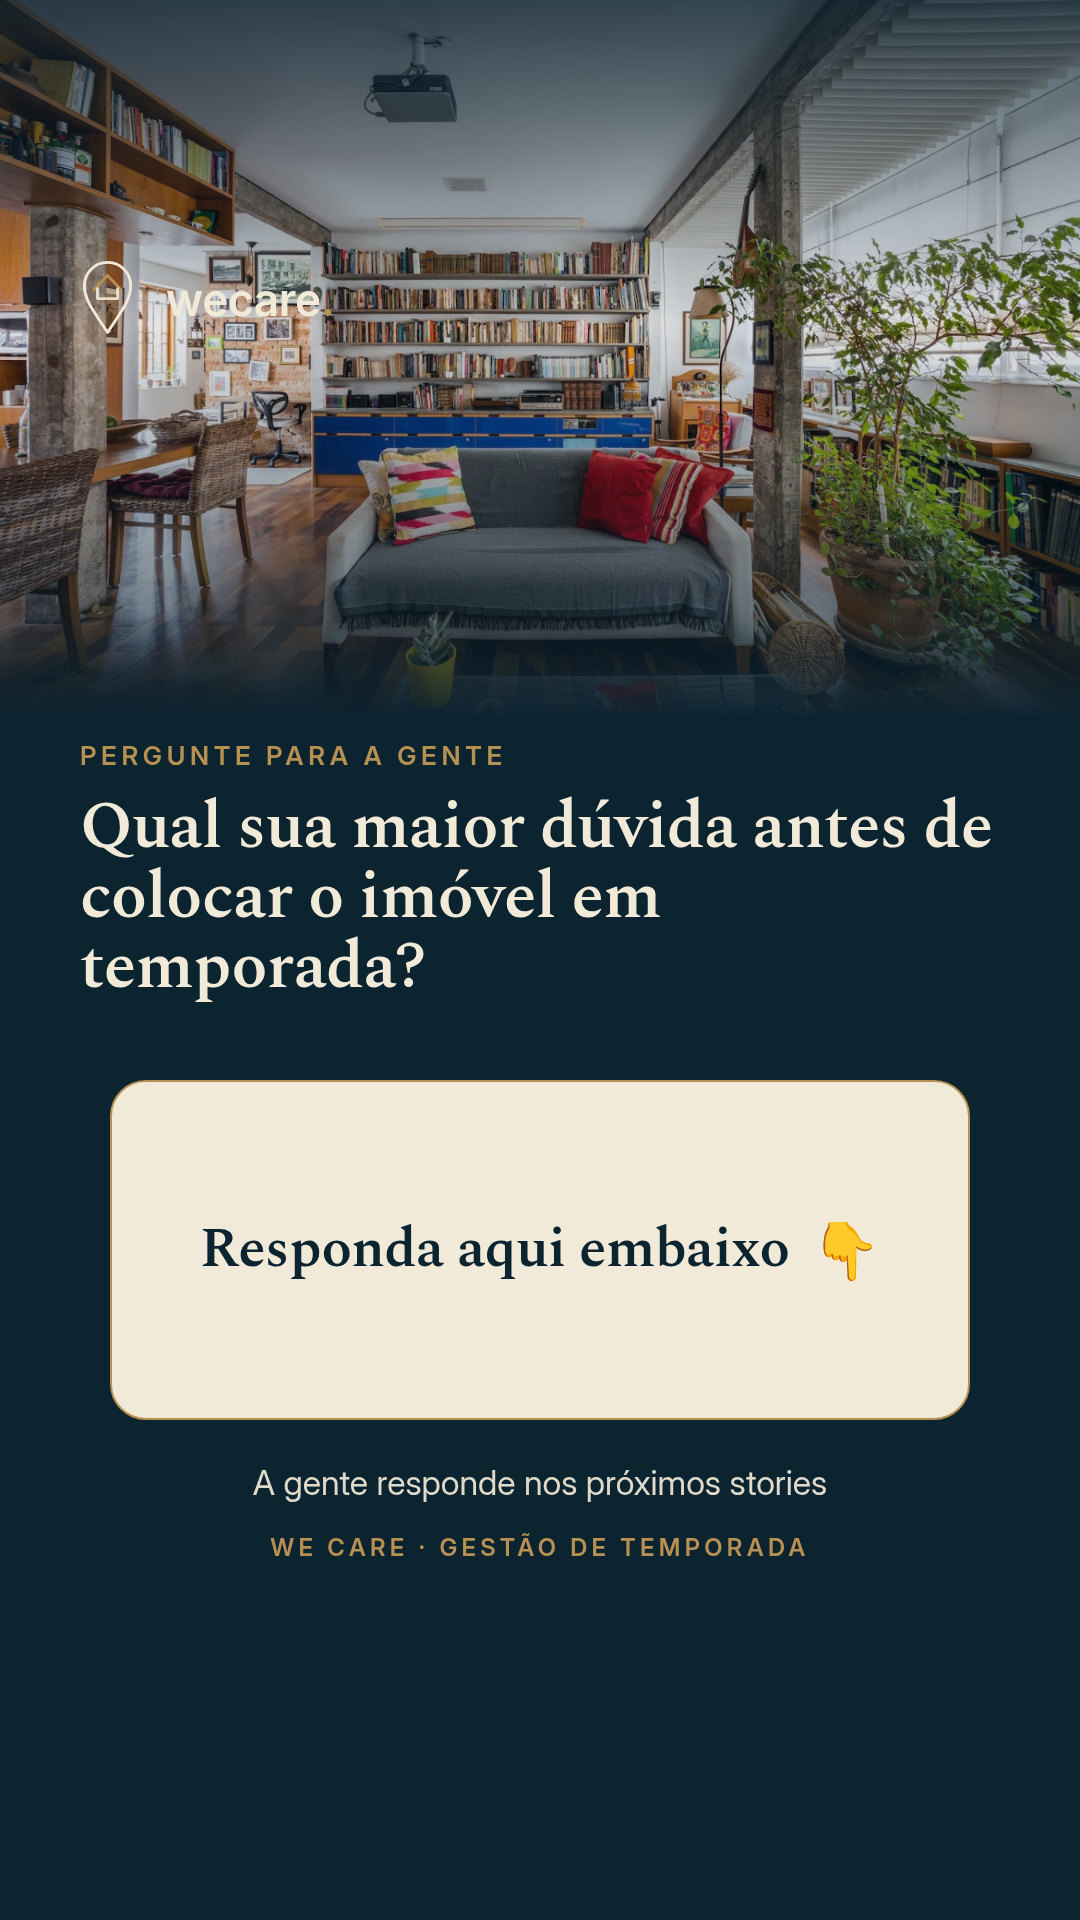 wecare.
PERGUNTE PARA A GENTE
Qual sua maior dúvida antes de
colocar o imóvel em
temporada?
Responda aqui embaixo 👇
A gente responde nos próximos stories
WE CARE · GESTÃO DE TEMPORADA